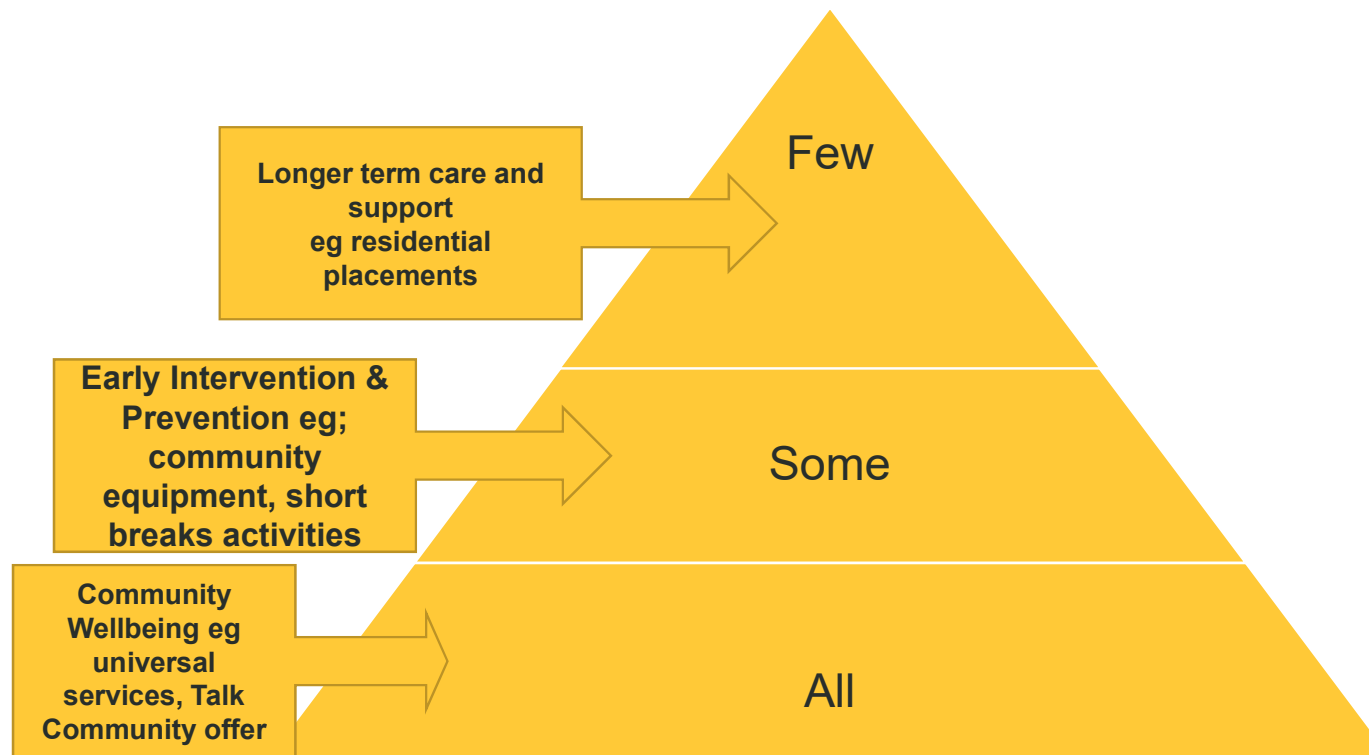 Few
Longer term care and
support
eg residential
placements
Early Intervention &
Prevention eg;
community
equipment, short
breaks activities
Some
Community
Wellbeing eg
universal
services, Talk
Community offer
All